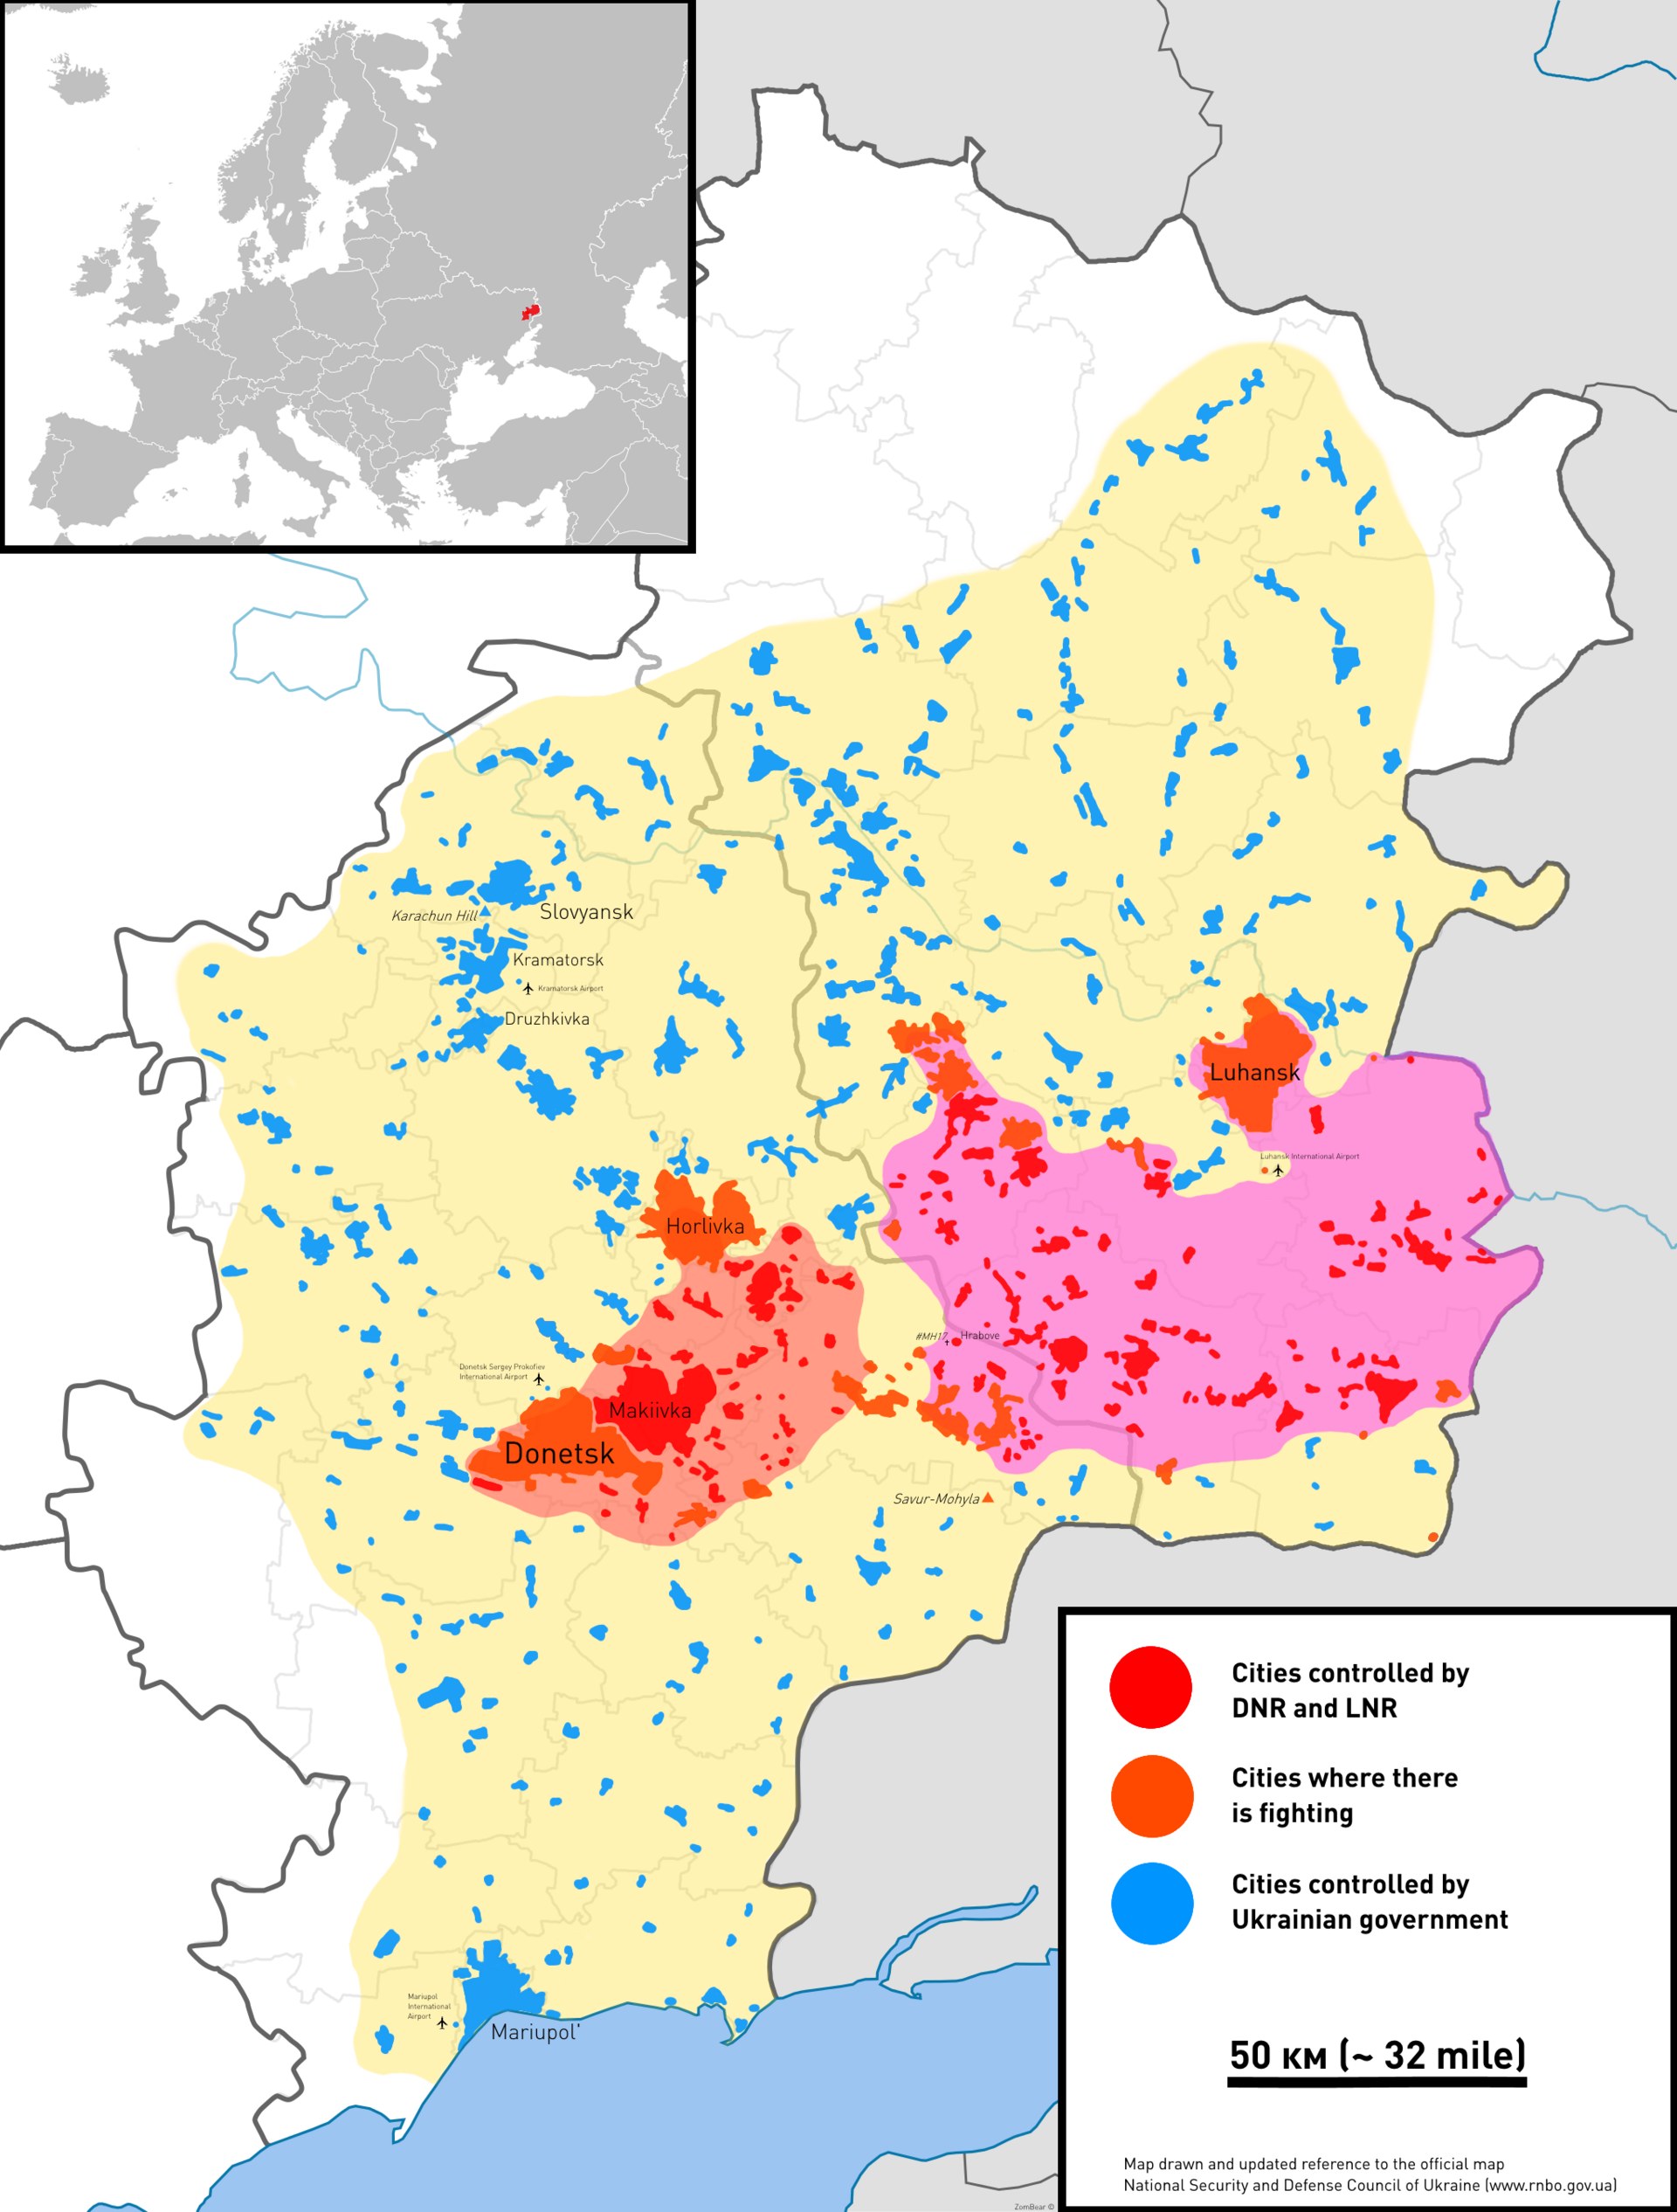 Slovyansk
Karachun Hill
Kramatorsk
Kramatorsk Airport
Druzhkivka
Luhansk
Luhansk International Airport
Horlivka
#MH17
Hrabove
Donetsk Sergey Prokofiev
International Airport
Makiivka
Donetsk
Savur-Mohyla
Mariupol
International
Airport
Mariupol'
Cities controlled by
DNR and LNR
Cities where there
is fighting
Cities controlled by
Ukrainian government
50 км (~ 32 mile)
Map drawn and updated reference to the official map
National Security and Defense Council of Ukraine (www.rnbo.gov.ua)
ZomBear ©